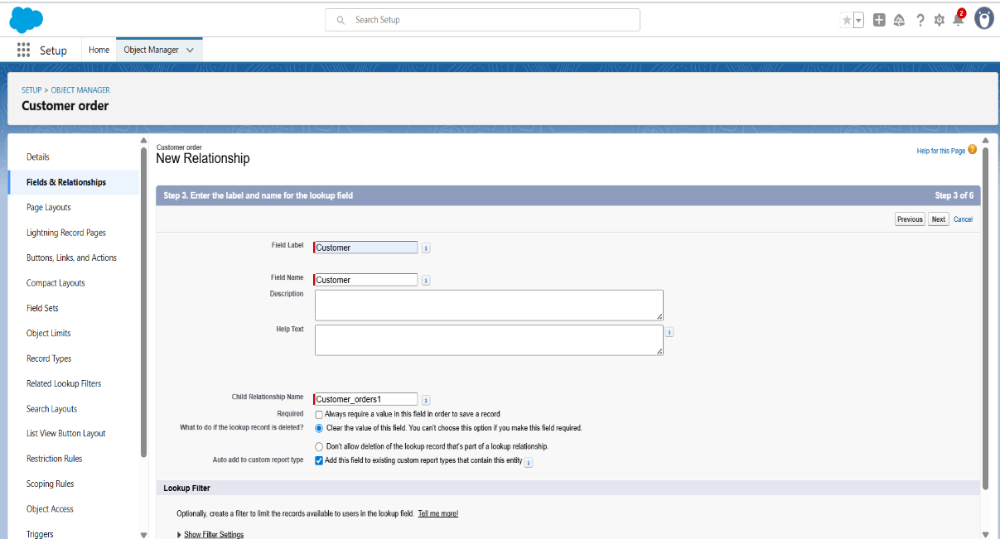 Search Setup
2
Setup
Home
Object Manager
SETUP > OBJECT MANAGER
Customer order
Details
Fields & Relationships
Page Layouts
Lightning Record Pages
Buttons, Links, and Actions
Compact Layouts
Field Sets
Object Limits
Record Types
Related Lookup Filters
Search Layouts
List View Button Layout
Restriction Rules
Scoping Rules
Object Access
Triggers
Customer order
New Relationship
Help for this Page ?
Step 3. Enter the label and name for the lookup field
Step 3 of 6
Previous Next Cancel
Field Label Customer i
Field Name Customer i
Description
Help Text i
Child Relationship Name Customer_orders1 i
Required Always require a value in this field in order to save a record
What to do if the lookup record is deleted? Clear the value of this field. You can't choose this option if you make this field required.
Don't allow deletion of the lookup record that's part of a lookup relationship.
Auto add to custom report type Add this field to existing custom report types that contain this entity i
Lookup Filter
Optionally, create a filter to limit the records available to users in the lookup field. Tell me more!
Show Filter Settings